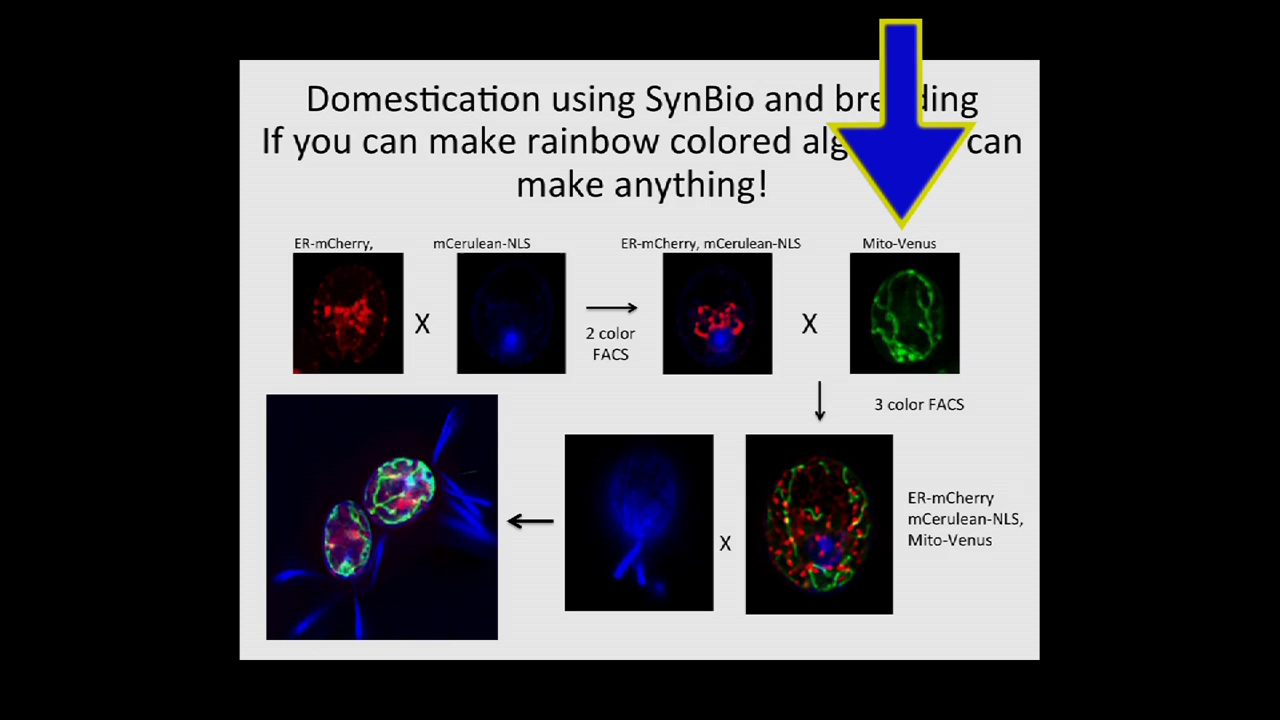 Domestication using SynBio and bre ding
If you can make rainbow colored alg can
make anything!
ER-mCherry, mCerulean-NLS ER-mCherry, mCerulean-NLS Mito-Venus
X
2 color
FACS
X
3 color FACS
X
ER-mCherry
mCerulean-NLS,
Mito-Venus